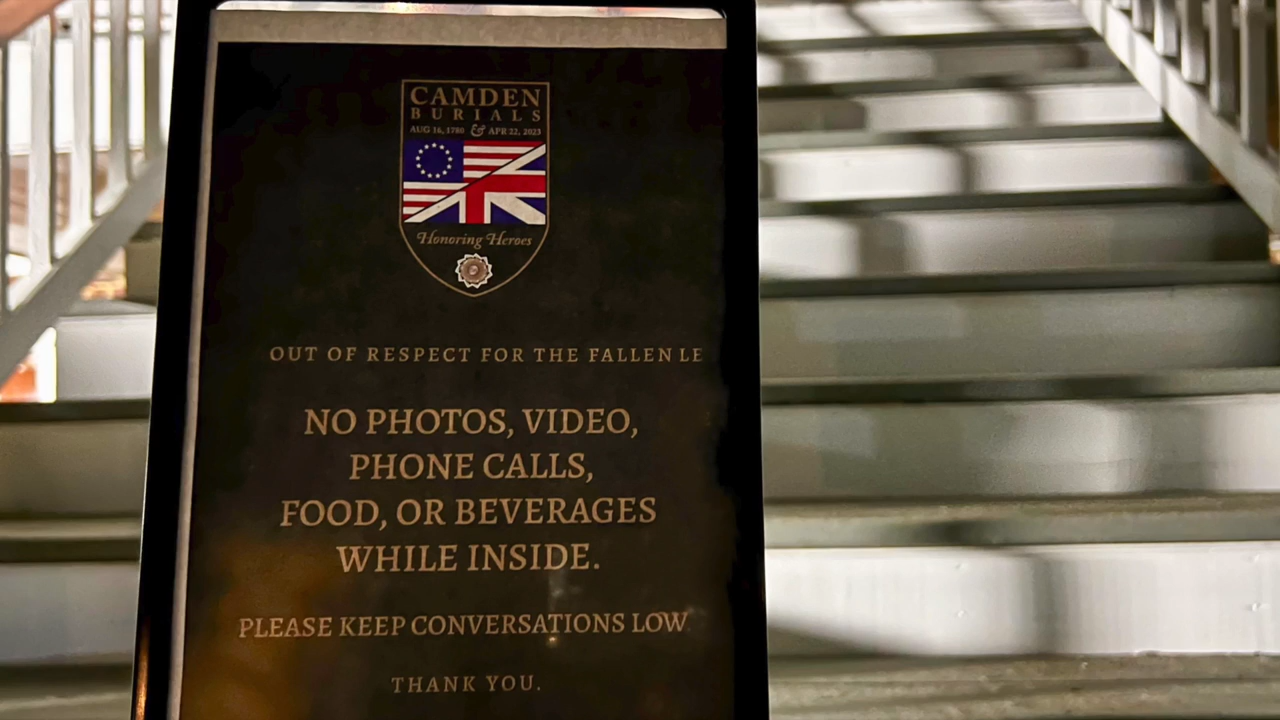 CAMDEN
BURIALS
AUG 16, 1780 & APR 22, 2023
Honoring Heroes
OUT OF RESPECT FOR THE FALLEN LE
NO PHOTOS, VIDEO,
PHONE CALLS,
FOOD, OR BEVERAGES
WHILE INSIDE.
PLEASE KEEP CONVERSATIONS LOW
THANK YOU.